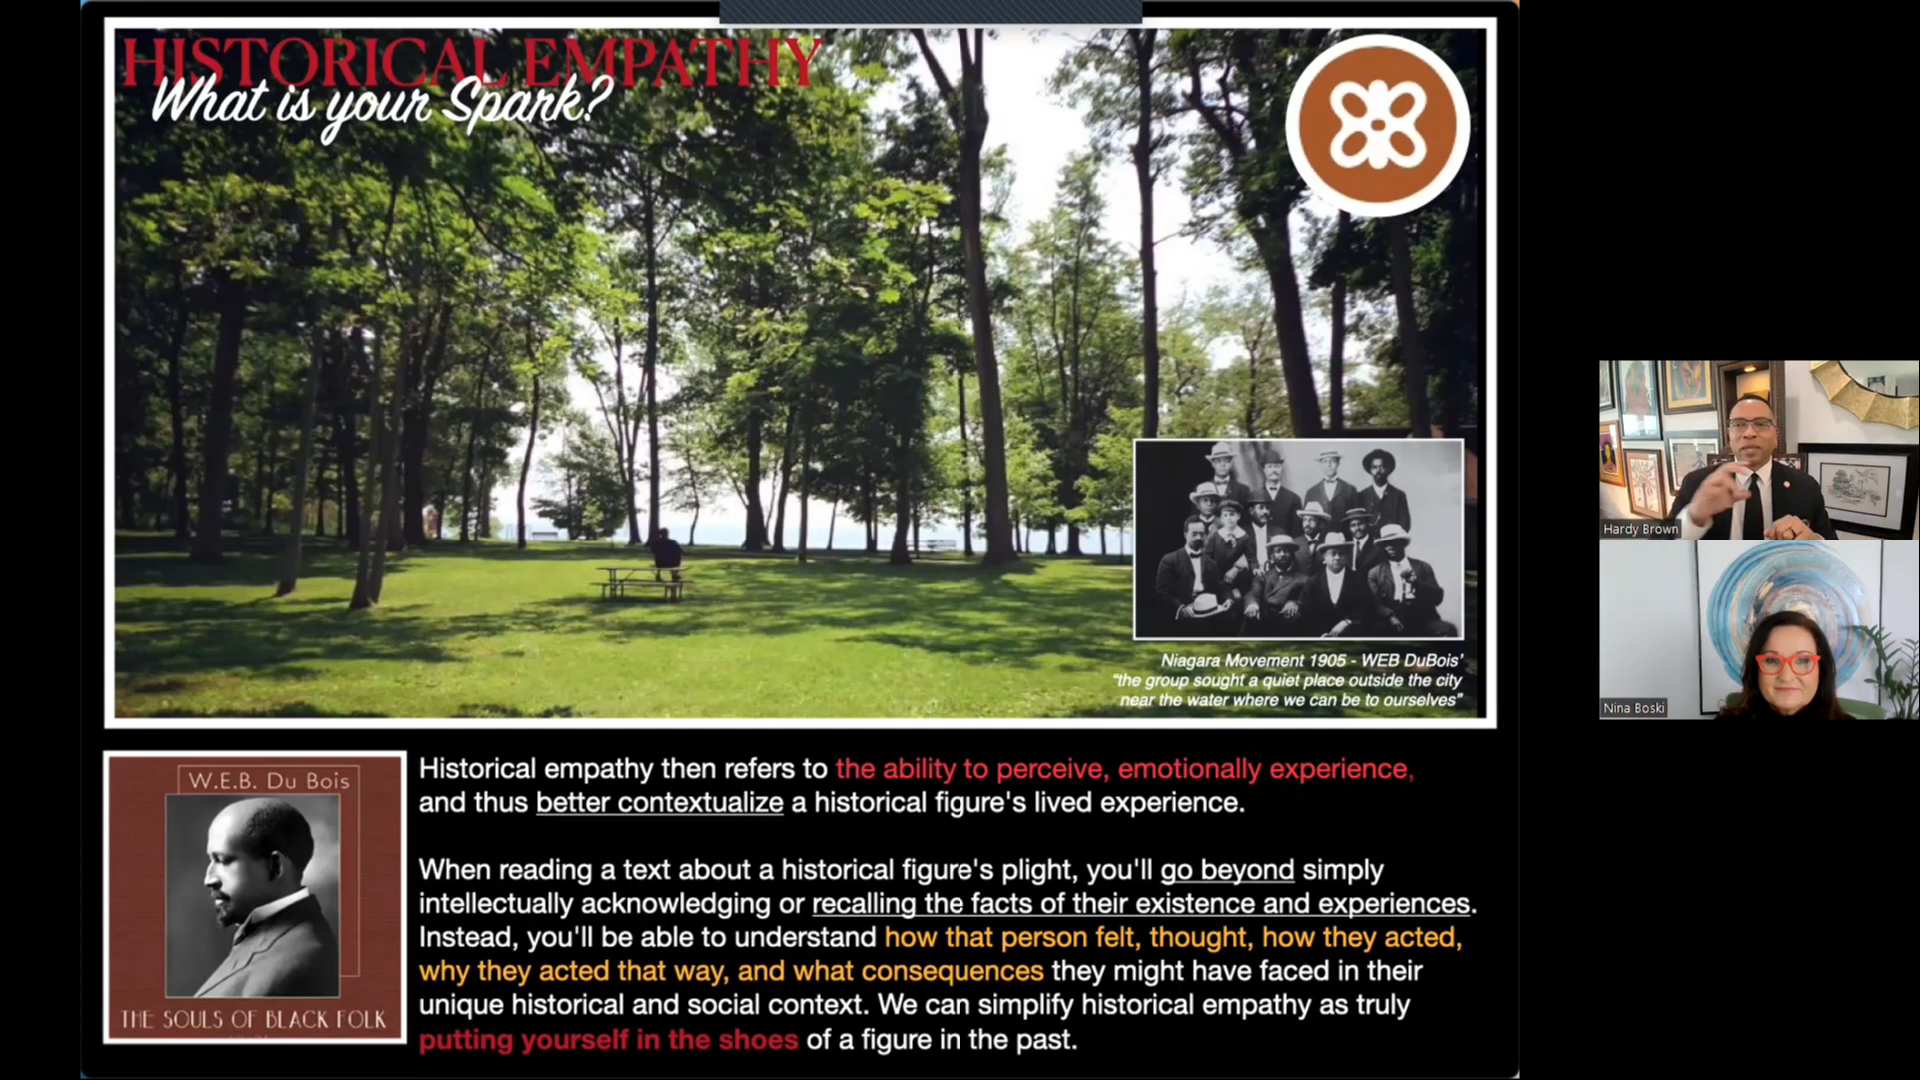 HISTORICAL EMPATHY
What is your Spark?
Niagara Movement 1905 - WEB DuBois'
"the group sought a quiet place outside the city
near the water where we can be to ourselves"
W.E.B. Du Bois
THE SOULS OF BLACK FOLK
Historical empathy then refers to the ability to perceive, emotionally experience,
and thus better contextualize a historical figure's lived experience.
When reading a text about a historical figure's plight, you'll go beyond simply
intellectually acknowledging or recalling the facts of their existence and experiences.
Instead, you'll be able to understand how that person felt, thought, how they acted,
why they acted that way, and what consequences they might have faced in their
unique historical and social context. We can simplify historical empathy as truly
putting yourself in the shoes of a figure in the past.
Hardy Brown
Nina Boski